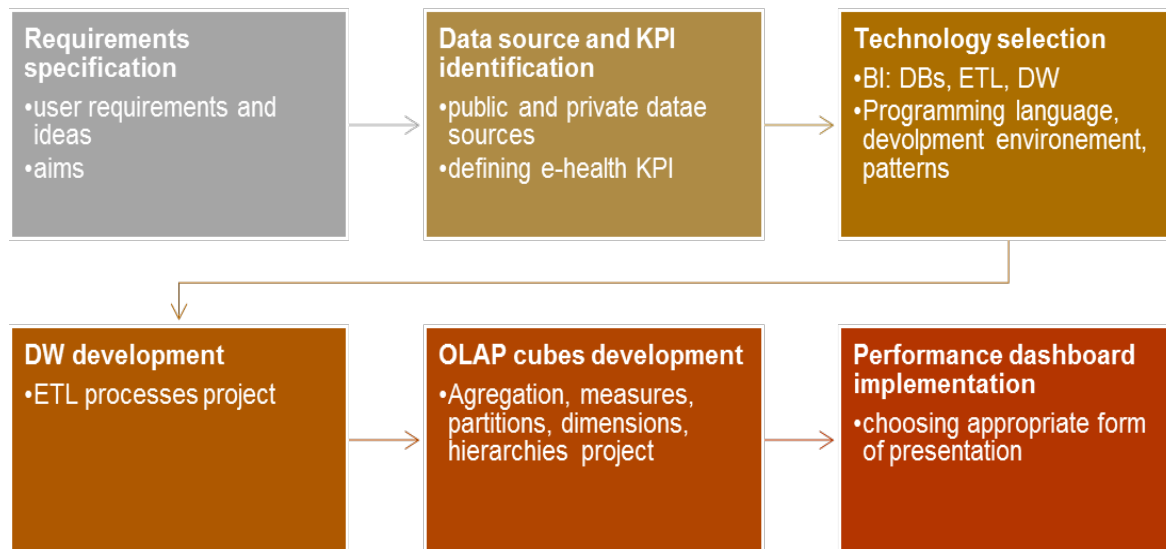 Requirements
specification
•user requirements and
ideas
•aims
Data source and KPI
identification
•public and private datae
sources
•defining e-health KPI
Technology selection
•BI: DBs, ETL, DW
•Programming language,
devolpment environement,
patterns
DW development
•ETL processes project
OLAP cubes development
•Agregation, measures,
partitions, dimensions,
hierarchies project
Performance dashboard
implementation
•choosing appropriate form
of presentation